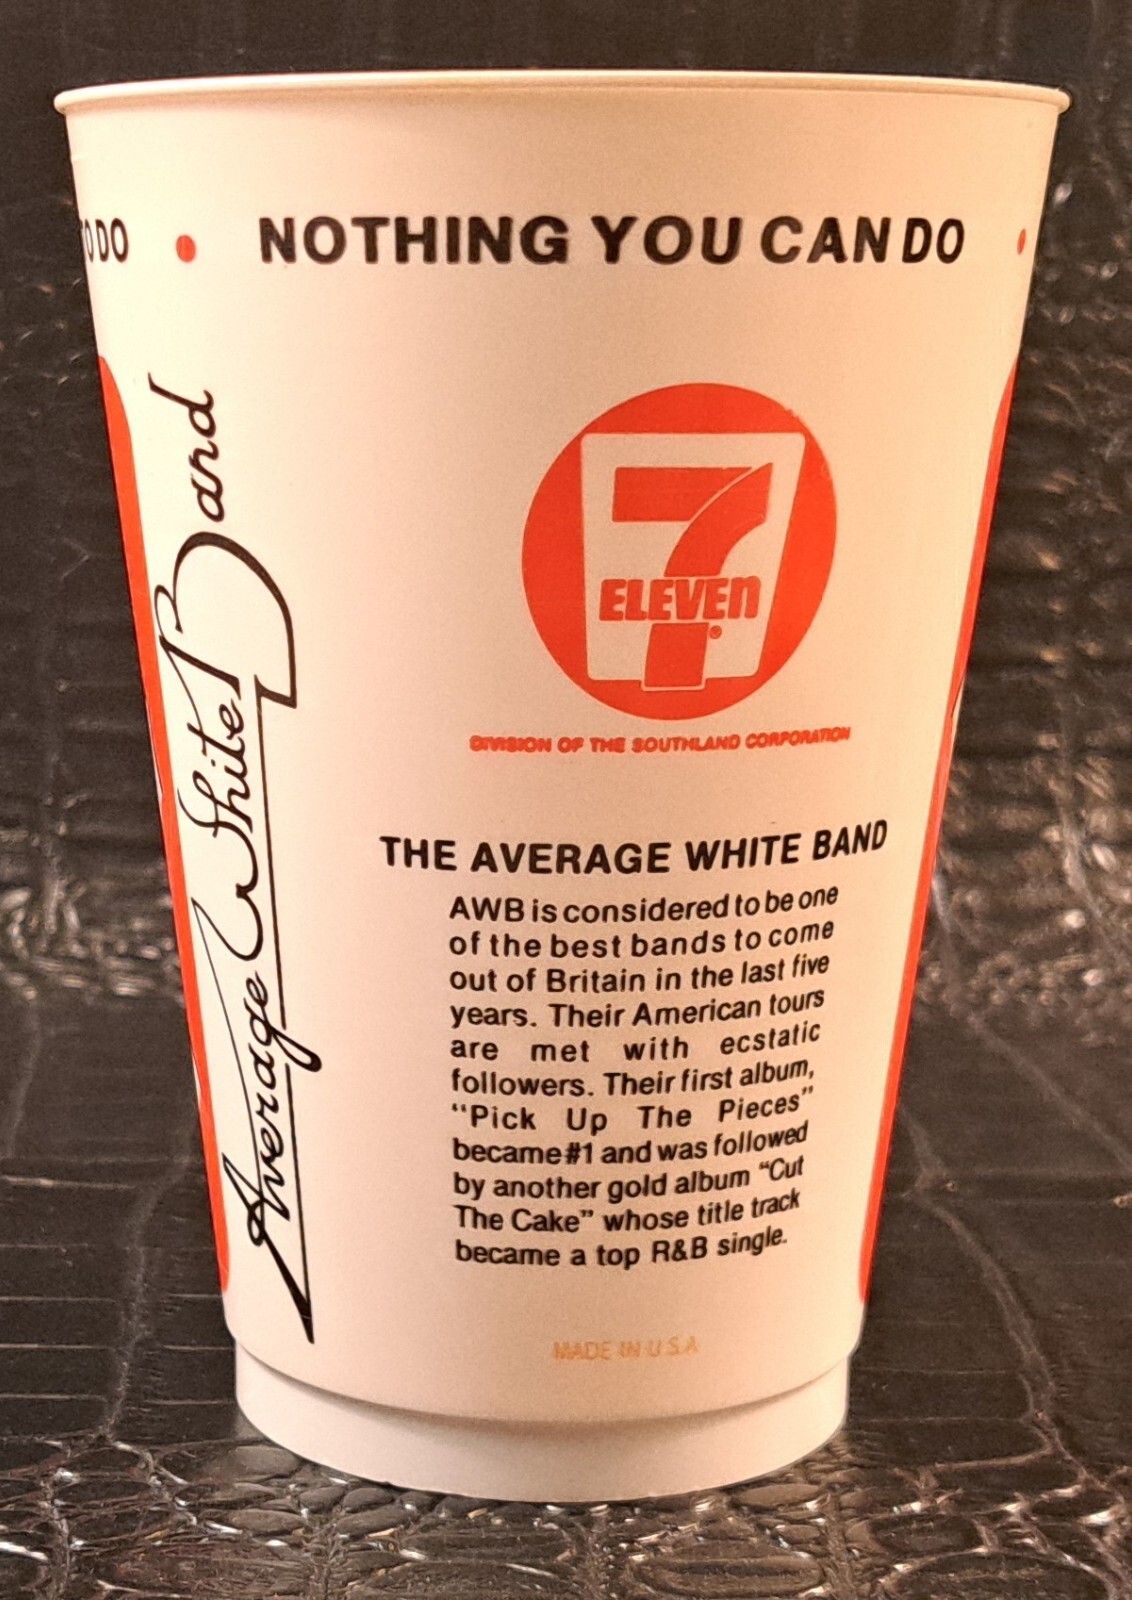 TO DO • NOTHING YOU CAN DO •
Average White Band
7
ELEVEN®
DIVISION OF THE SOUTHLAND CORPORATION
THE AVERAGE WHITE BAND
AWB is considered to be one
of the best bands to come
out of Britain in the last five
years. Their American tours
are met with ecstatic
followers. Their first album,
"Pick Up The Pieces"
became #1 and was followed
by another gold album "Cut
The Cake" whose title track
became a top R&B single.
MADE IN U.S.A